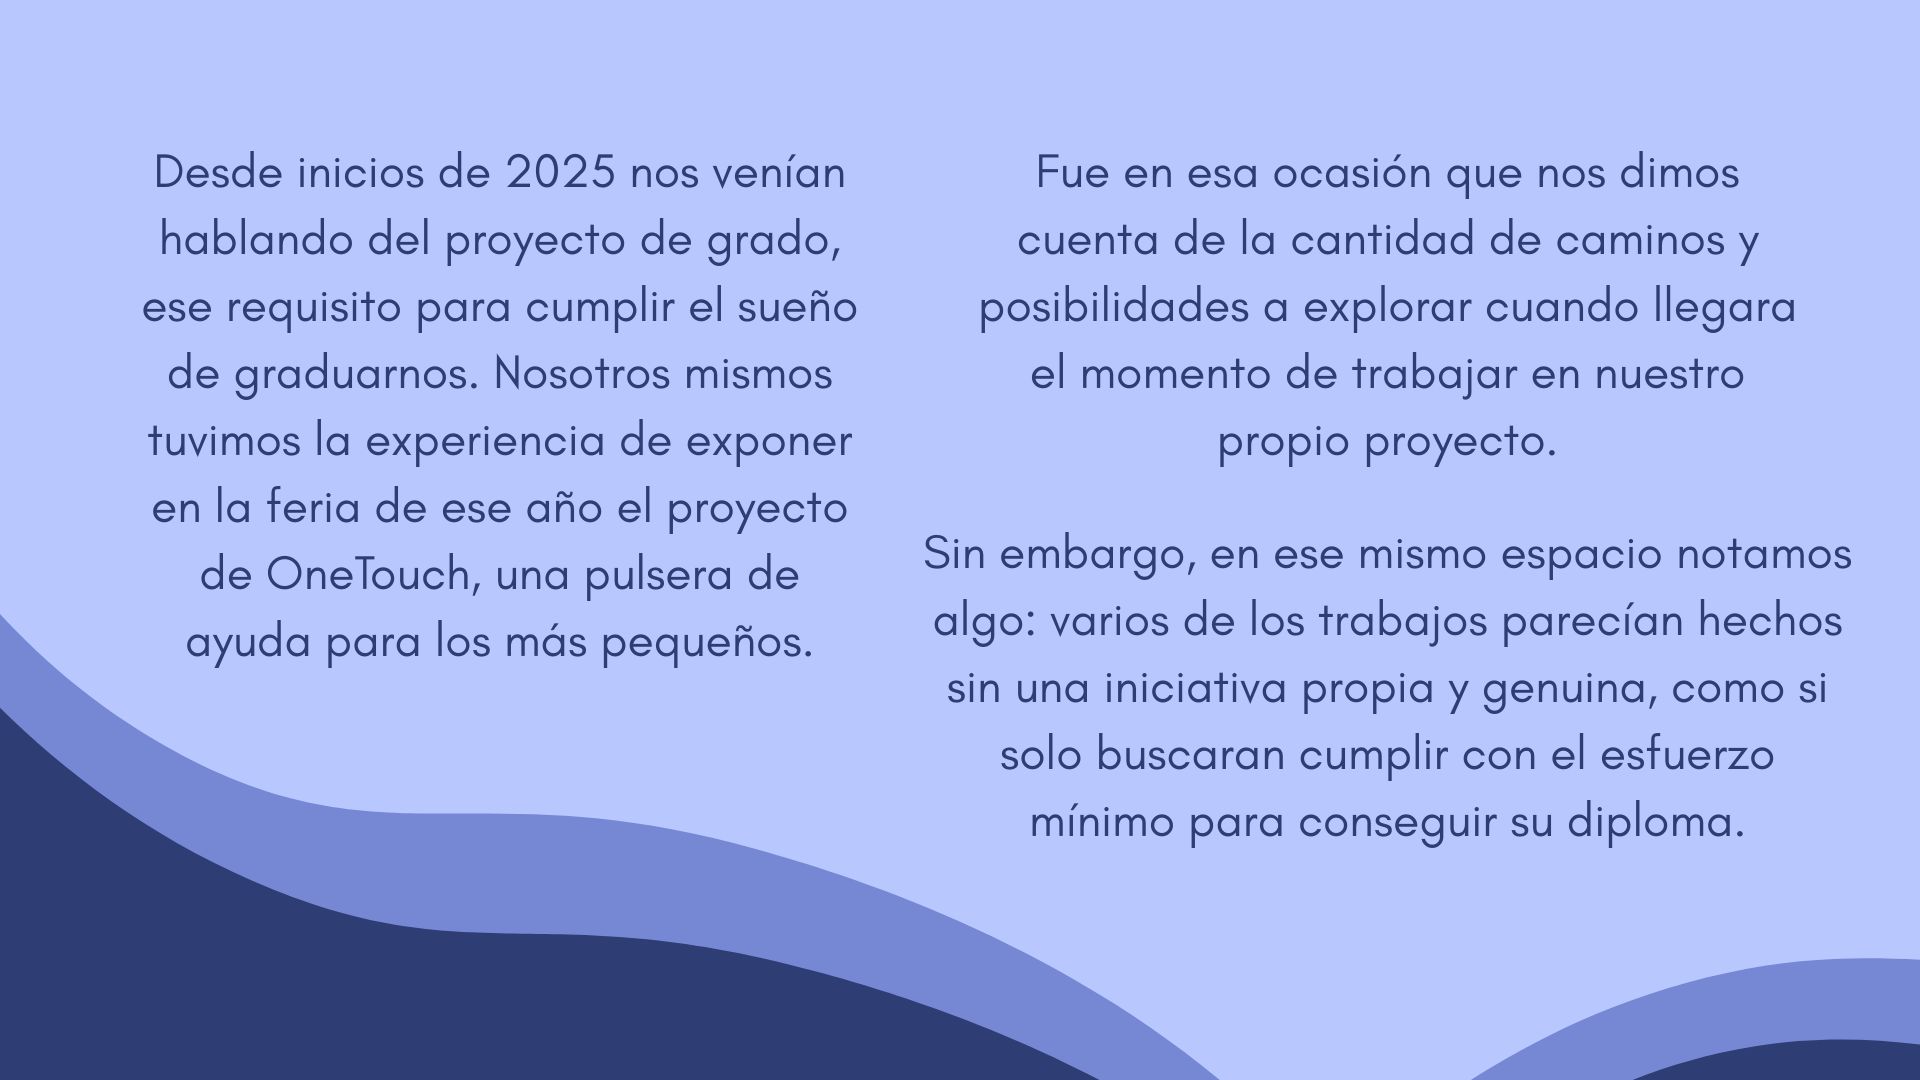 Desde inicios de 2025 nos venían
hablando del proyecto de grado,
ese requisito para cumplir el sueño
de graduarnos. Nosotros mismos
tuvimos la experiencia de exponer
en la feria de ese año el proyecto
de OneTouch, una pulsera de
ayuda para los más pequeños.
Fue en esa ocasión que nos dimos
cuenta de la cantidad de caminos y
posibilidades a explorar cuando llegara
el momento de trabajar en nuestro
propio proyecto.
Sin embargo, en ese mismo espacio notamos
algo: varios de los trabajos parecían hechos
sin una iniciativa propia y genuina, como si
solo buscaran cumplir con el esfuerzo
mínimo para conseguir su diploma.